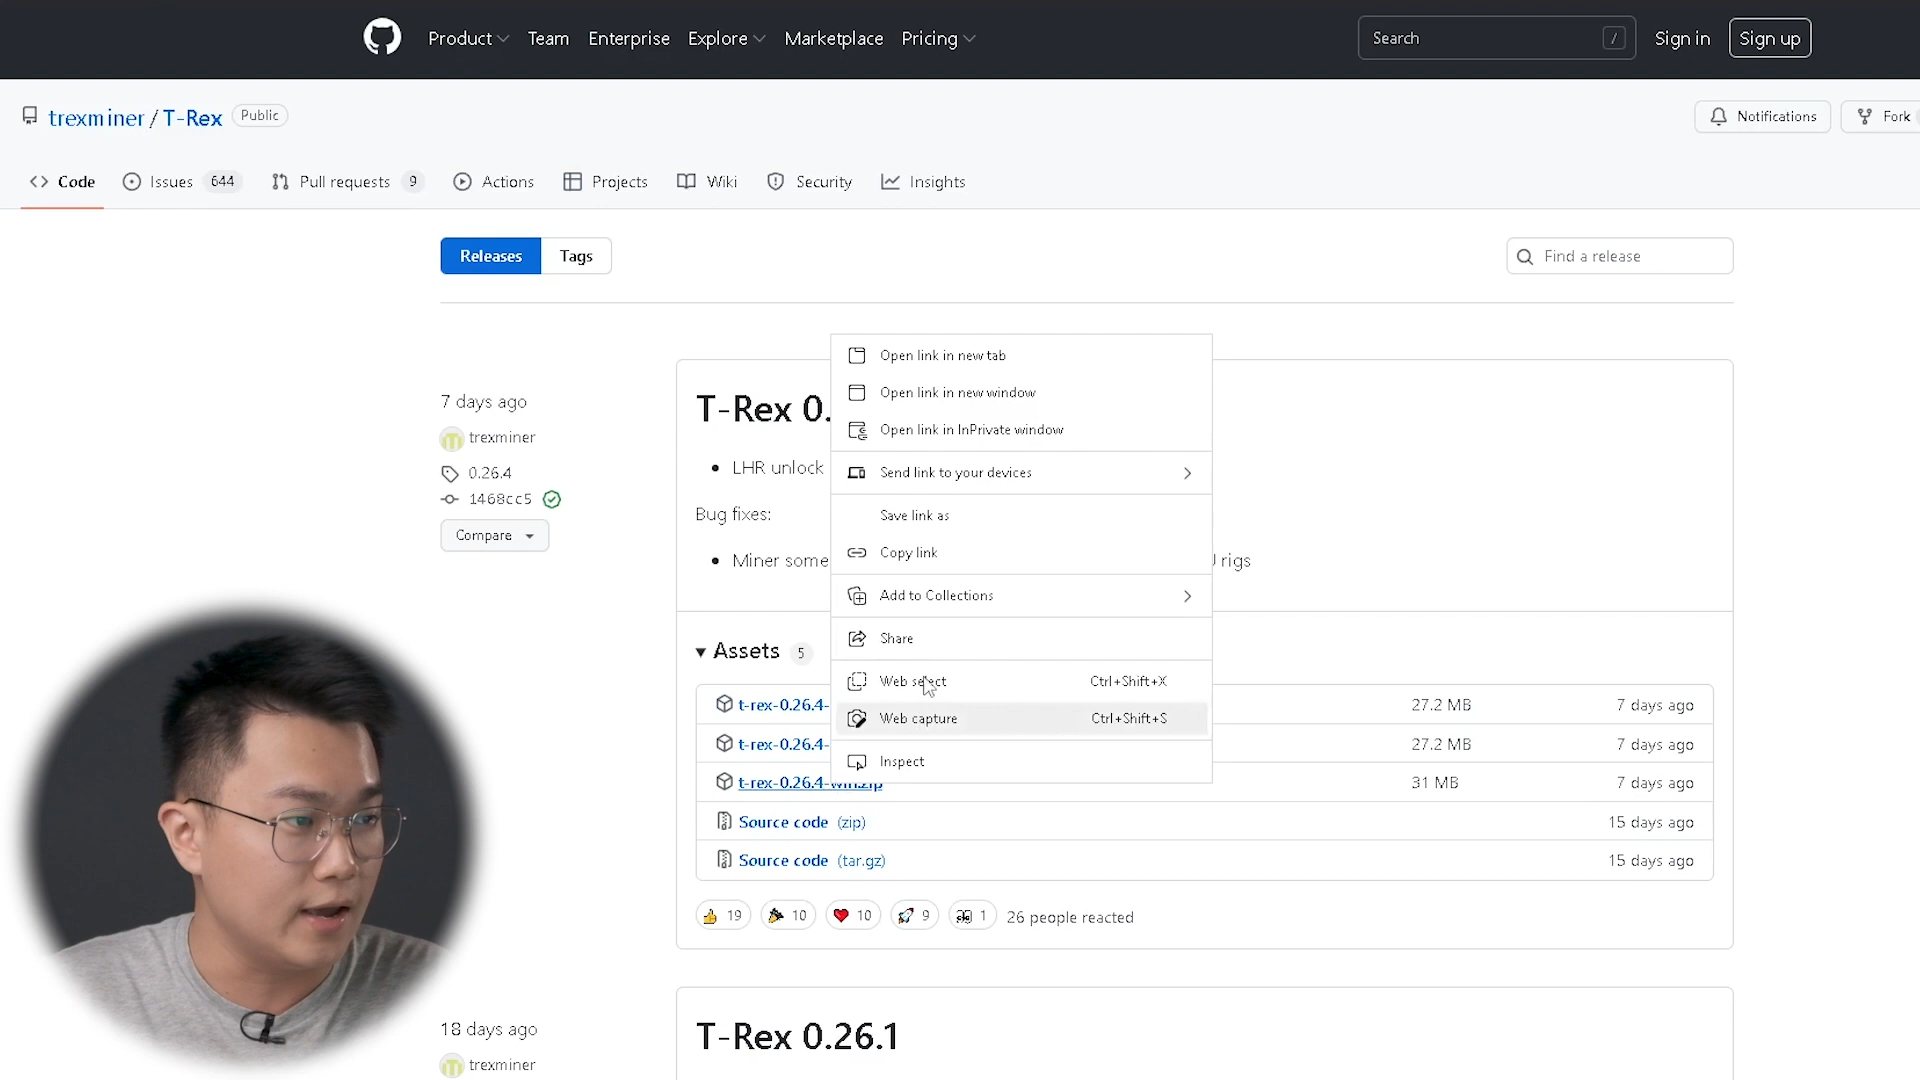 Product Team Enterprise Explore Marketplace Pricing Search / Sign in Sign up
trexminer / T-Rex Public Notifications Fork
Code Issues 644 Pull requests 9 Actions Projects Wiki Security Insights
Releases Tags Find a release
Open link in new tab
Open link in new window
Open link in InPrivate window
Send link to your devices
Save link as
Copy link
Add to Collections
Share
Web select Ctrl+Shift+X
Web capture Ctrl+Shift+S
Inspect
7 days ago
trexminer
0.26.4
1468cc5
Compare
T-Rex 0.
LHR unlock
Bug fixes:
Miner some rigs
Assets 5
t-rex-0.26.4- 27.2 MB 7 days ago
t-rex-0.26.4- 27.2 MB 7 days ago
t-rex-0.26.4-win.zip 31 MB 7 days ago
Source code (zip) 15 days ago
Source code (tar.gz) 15 days ago
19 10 10 9 1 26 people reacted
18 days ago
trexminer
T-Rex 0.26.1